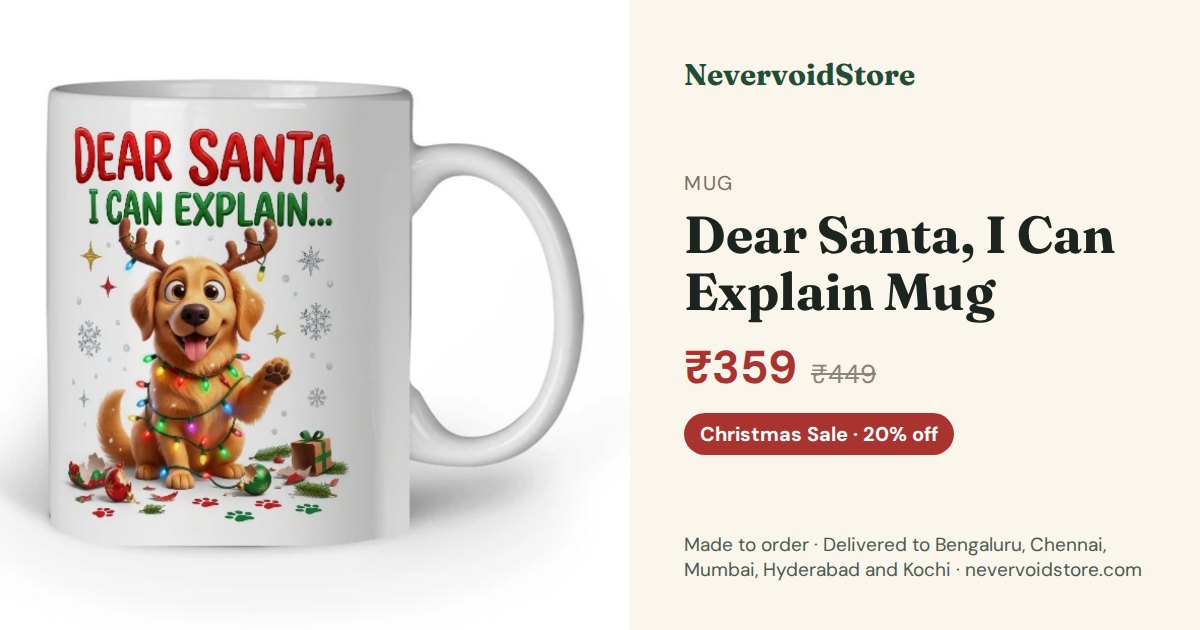 DEAR SANTA,
I CAN EXPLAIN...
NevervoidStore
MUG
Dear Santa, I Can
Explain Mug
₹359 ₹449
Christmas Sale · 20% off
Made to order · Delivered to Bengaluru, Chennai,
Mumbai, Hyderabad and Kochi · nevervoidstore.com